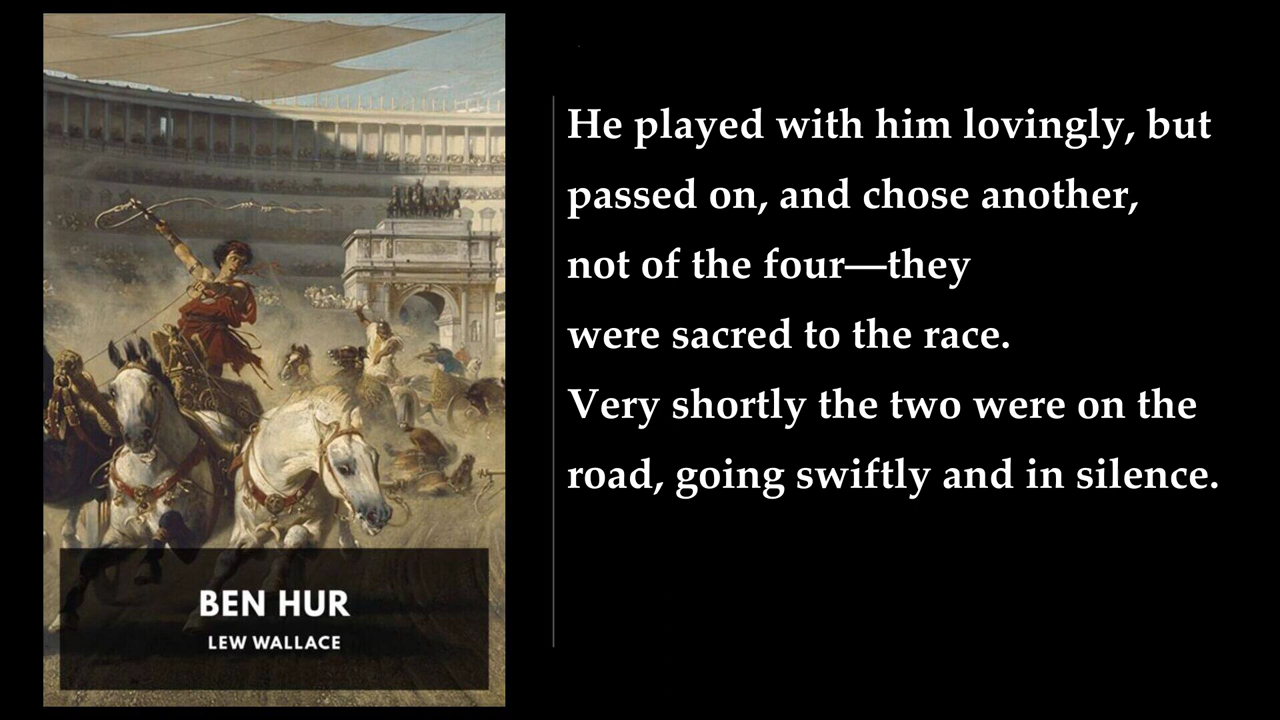 BEN HUR
LEW WALLACE
He played with him lovingly, but
passed on, and chose another,
not of the four—they
were sacred to the race.
Very shortly the two were on the
road, going swiftly and in silence.